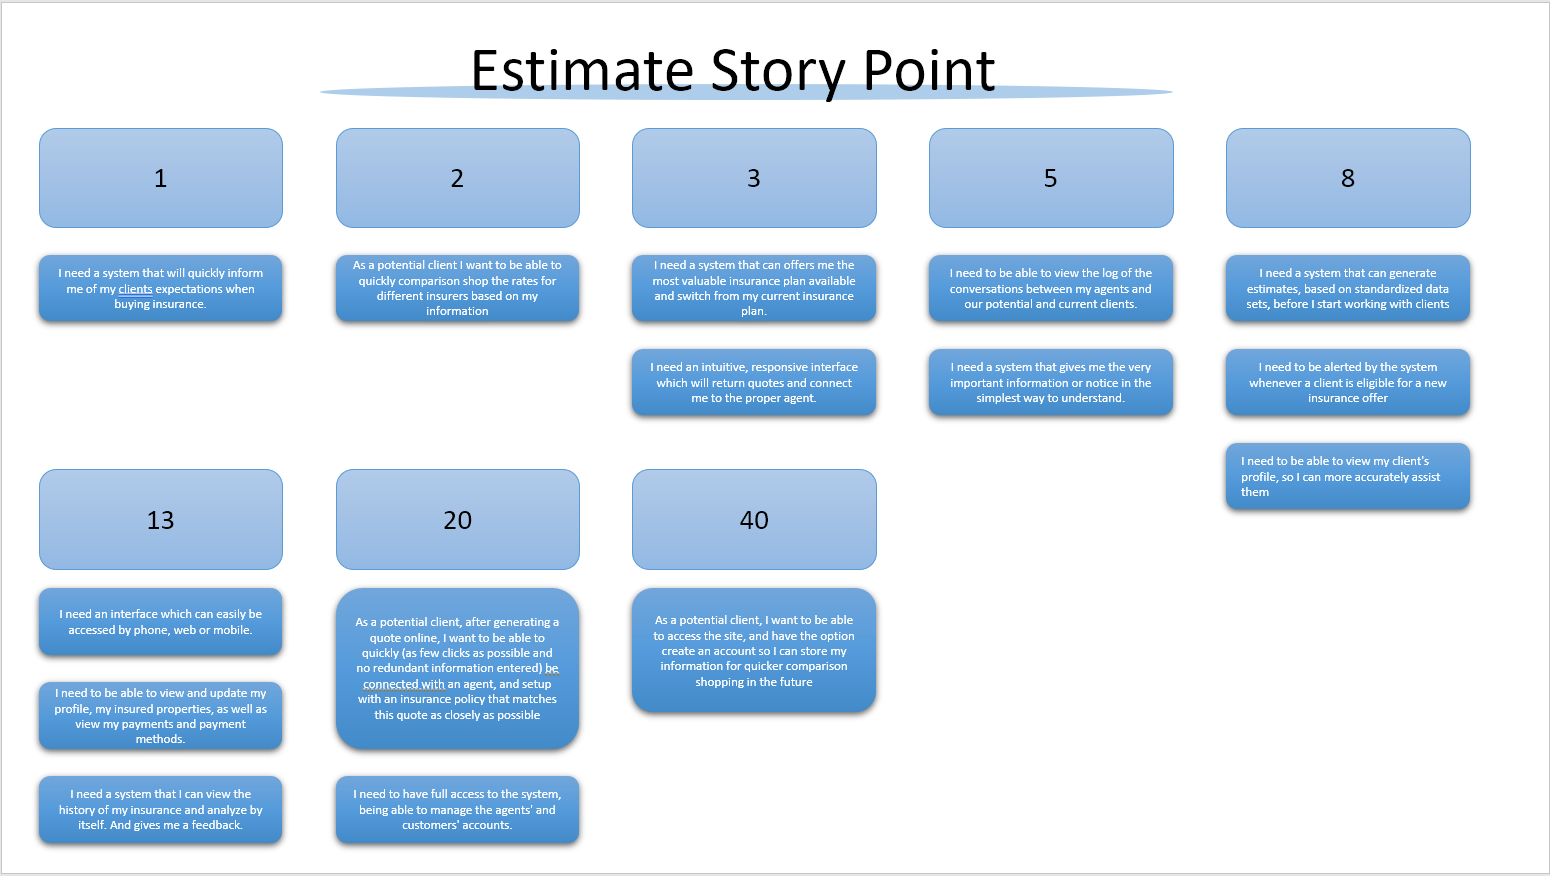 Estimate Story Point
1
2
3
5
8
I need a system that will quickly inform
me of my clients expectations when
buying insurance.
As a potential client I want to be able to
quickly comparison shop the rates for
different insurers based on my
information
I need a system that can offers me the
most valuable insurance plan available
and switch from my current insurance
plan.
I need to be able to view the log of the
conversations between my agents and
our potential and current clients.
I need a system that can generate
estimates, based on standardized data
sets, before I start working with clients
I need an intuitive, responsive interface
which will return quotes and connect
me to the proper agent.
I need a system that gives me the very
important information or notice in the
simplest way to understand.
I need to be alerted by the system
whenever a client is eligible for a new
insurance offer
I need to be able to view my client's
profile, so I can more accurately assist
them
13
20
40
I need an interface which can easily be
accessed by phone, web or mobile.
As a potential client, after generating a
quote online, I want to be able to
quickly (as few clicks as possible and
no redundant information entered) be
connected with an agent, and setup
with an insurance policy that matches
this quote as closely as possible
As a potential client, I want to be able
to access the site, and have the option
create an account so I can store my
information for quicker comparison
shopping in the future
I need to be able to view and update my
profile, my insured properties, as well as
view my payments and payment
methods.
I need a system that I can view the
history of my insurance and analyze by
itself. And gives me a feedback.
I need to have full access to the system,
being able to manage the agents' and
customers' accounts.